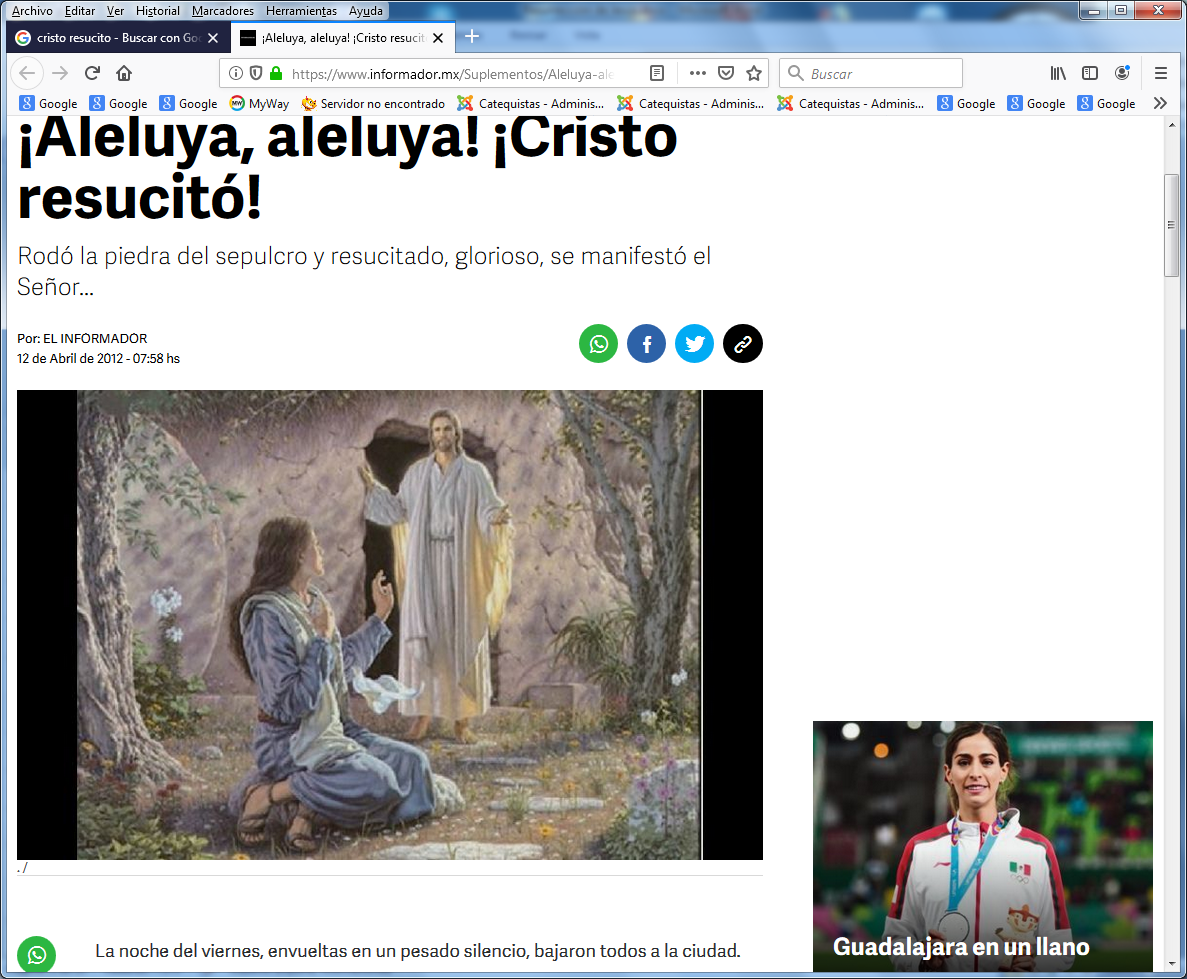 Archivo Editar Ver Historial Marcadores Herramientas Ayuda
cristo resucito - Buscar con Goo
¡Aleluya, aleluya! ¡Cristo resucit
https://www.informador.mx/Suplementos/Aleluya-ale
Buscar
Google Google Google MyWay Servidor no encontrado Catequistas - Adminis... Catequistas - Adminis... Catequistas - Adminis... Google Google Google
¡Aleluya, aleluya! ¡Cristo
resucitó!
Rodó la piedra del sepulcro y resucitado, glorioso, se manifestó el
Señor...
Por: EL INFORMADOR
12 de Abril de 2012 - 07:58 hs
. /
La noche del viernes, envueltas en un pesado silencio, bajaron todos a la ciudad.
Guadalajara en un llano